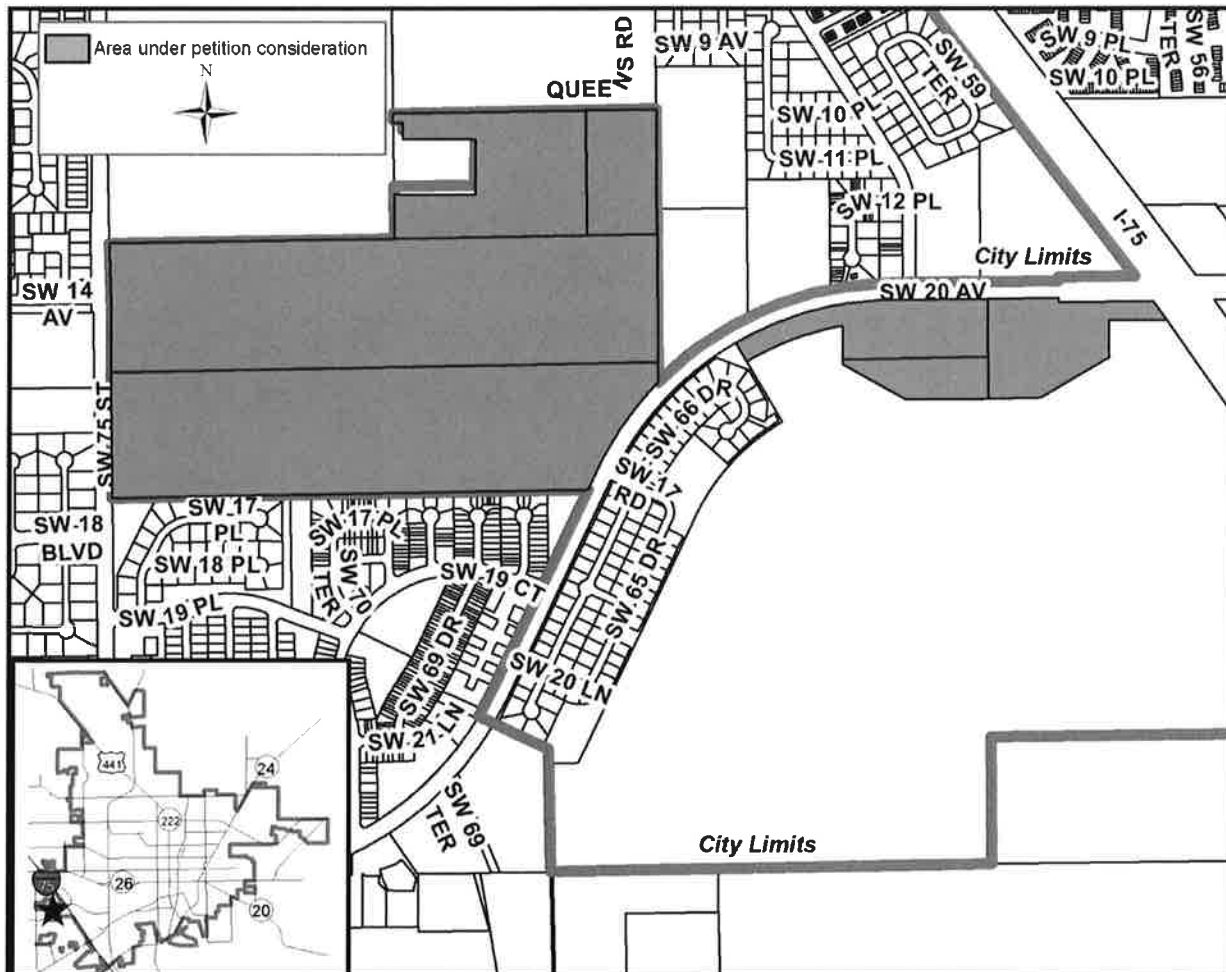 Area under petition consideration
N
QUEE
NS RD
SW 9 AV
SW 59
TER
SW 9 PL
SW 10 PL
TER
SW 56
SW 10 PL
SW 11 PL
SW 12 PL
I-75
City Limits
SW 20 AV
SW 14
AV
SW 75 ST
SW 66 DR
SW 17
RD
SW 65 DR
SW 18
BLVD
SW 17
PL
SW 18 PL
SW 17 PL
SW 70
TER
SW 19 CT
SW 19 PL
SW 69 DR
SW 20 LN
SW 21 LN
SW 69
TER
City Limits
441
24
222
75
26
20